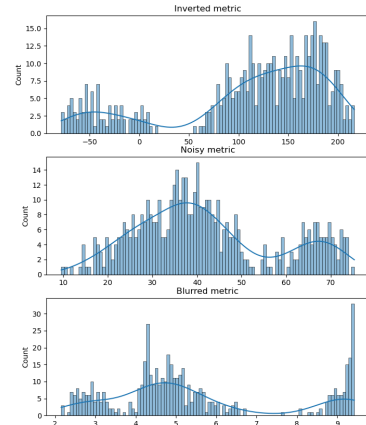 Inverted metric
15.0
12.5
10.0
7.5
5.0
2.5
0.0
Count
−50 0 50 100 150 200
Noisy metric
14
12
10
8
6
4
2
0
Count
10 20 30 40 50 60 70
Blurred metric
30
25
20
15
10
5
0
Count
2 3 4 5 6 7 8 9